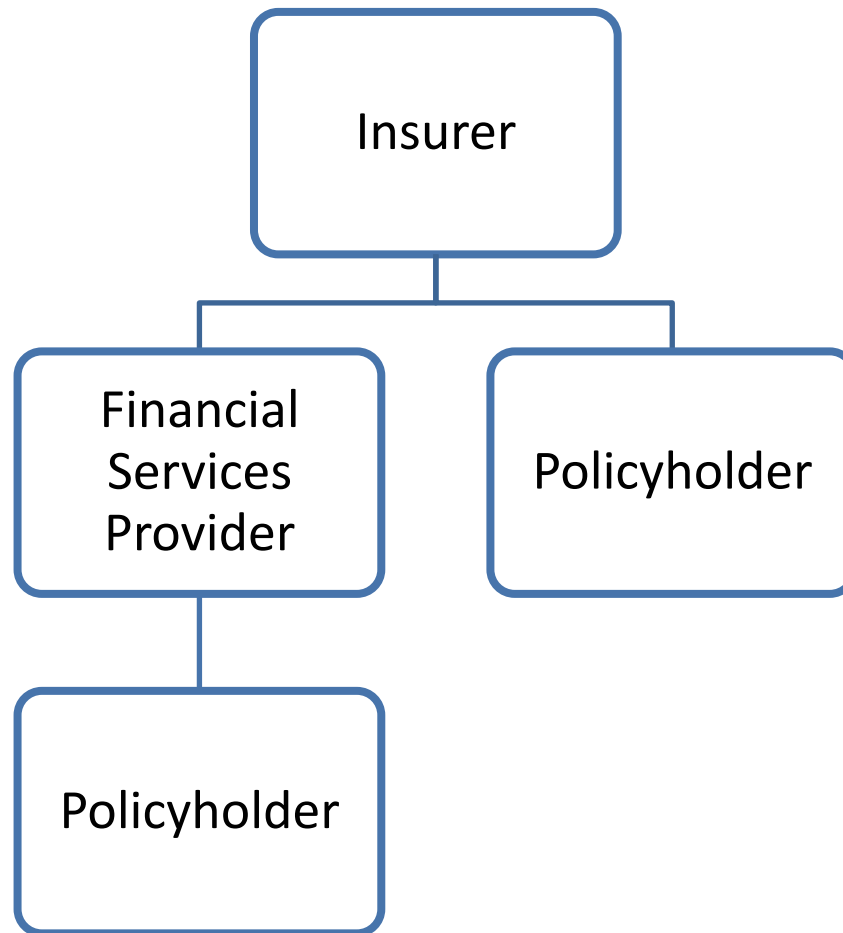 Insurer
Financial
Services
Provider
Policyholder
Policyholder